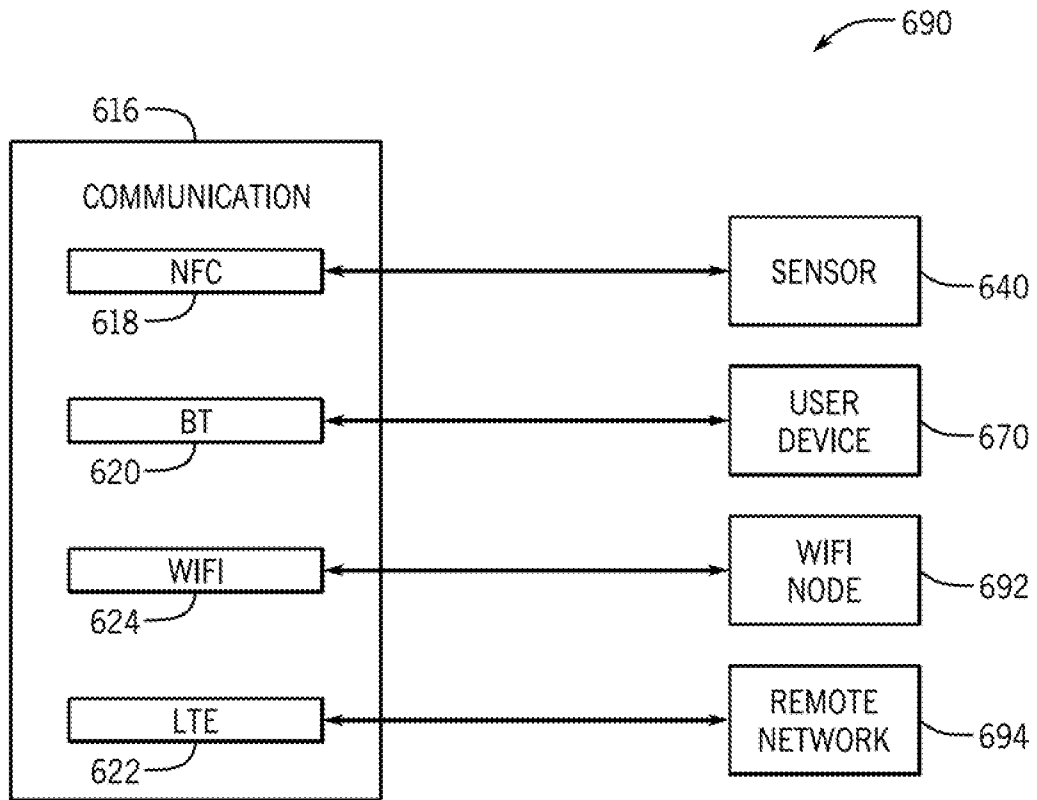 690
616
COMMUNICATION
NFC
618
SENSOR
640
BT
620
USER
DEVICE
670
WIFI
624
WIFI
NODE
692
LTE
622
REMOTE
NETWORK
694